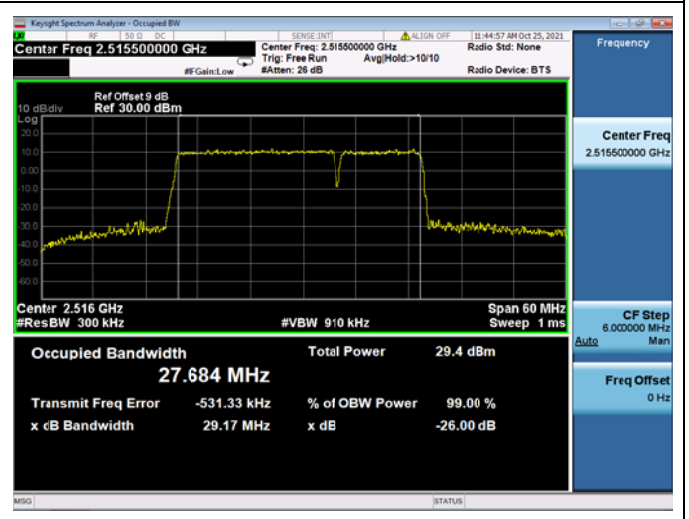 Keysight Spectrum Analyzer - Occupied BW
RF 50 Ω DC SENSE:INT ALIGN OFF 11:44:57 AM Oct 25, 2021
Center Freq 2.515500000 GHz
Center Freq: 2.515500000 GHz
Radio Std: None
Trig: Free Run Avg|Hold:>10/10
#IFGain:Low
#Atten: 26 dB
Radio Device: BTS
Frequency
Ref Offset 9 dB
10 dB/div Ref 30.00 dBm
Log
20.0
10.0
0.00
-10.0
-20.0
-30.0
-40.0
-50.0
-60.0
Center Freq
2.515500000 GHz
Center 2.516 GHz
Span 60 MHz
#Res BW 300 kHz
#VBW 910 kHz
Sweep 1 ms
CF Step
6.000000 MHz
Auto Man
Occupied Bandwidth
Total Power 29.4 dBm
27.684 MHz
Transmit Freq Error -531.33 kHz
% of OBW Power 99.00 %
x dB Bandwidth 29.17 MHz
x dB -26.00 dB
Freq Offset
0 Hz
MSG STATUS